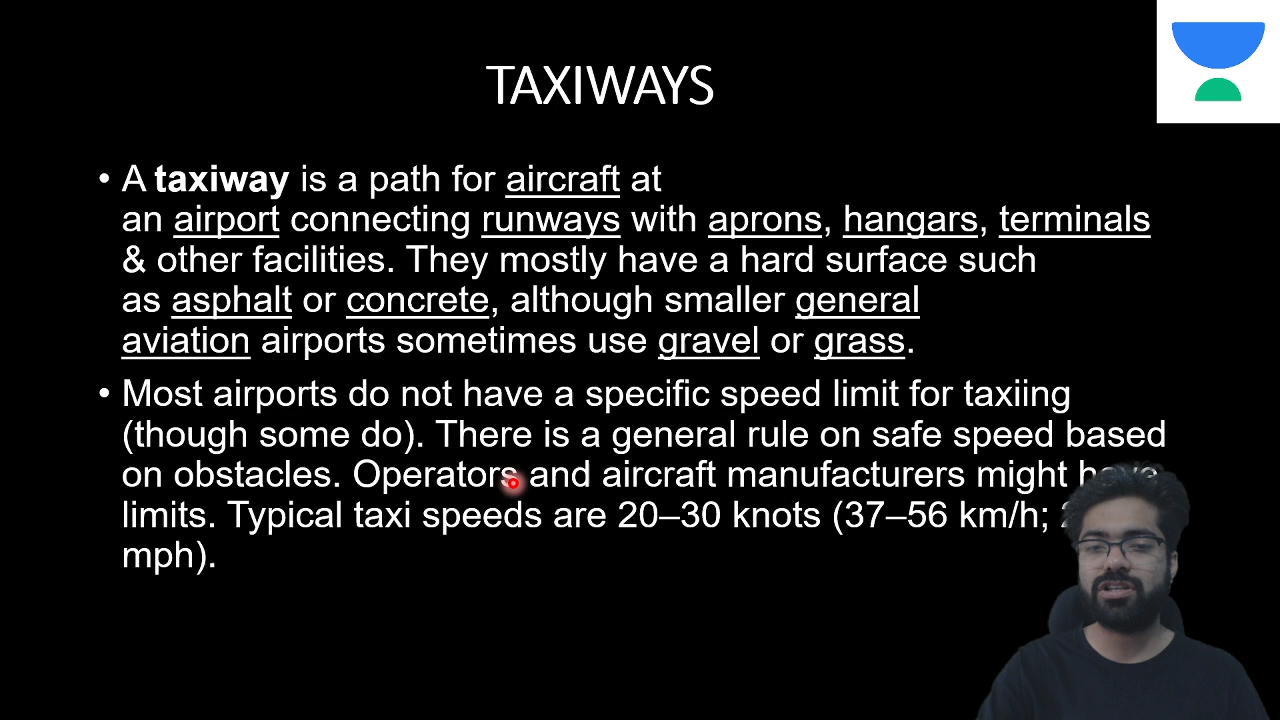 TAXIWAYS
• A taxiway is a path for aircraft at
an airport connecting runways with aprons, hangars, terminals
& other facilities. They mostly have a hard surface such
as asphalt or concrete, although smaller general
aviation airports sometimes use gravel or grass.
• Most airports do not have a specific speed limit for taxiing
(though some do). There is a general rule on safe speed based
on obstacles. Operators and aircraft manufacturers might have
limits. Typical taxi speeds are 20–30 knots (37–56 km/h;
mph).